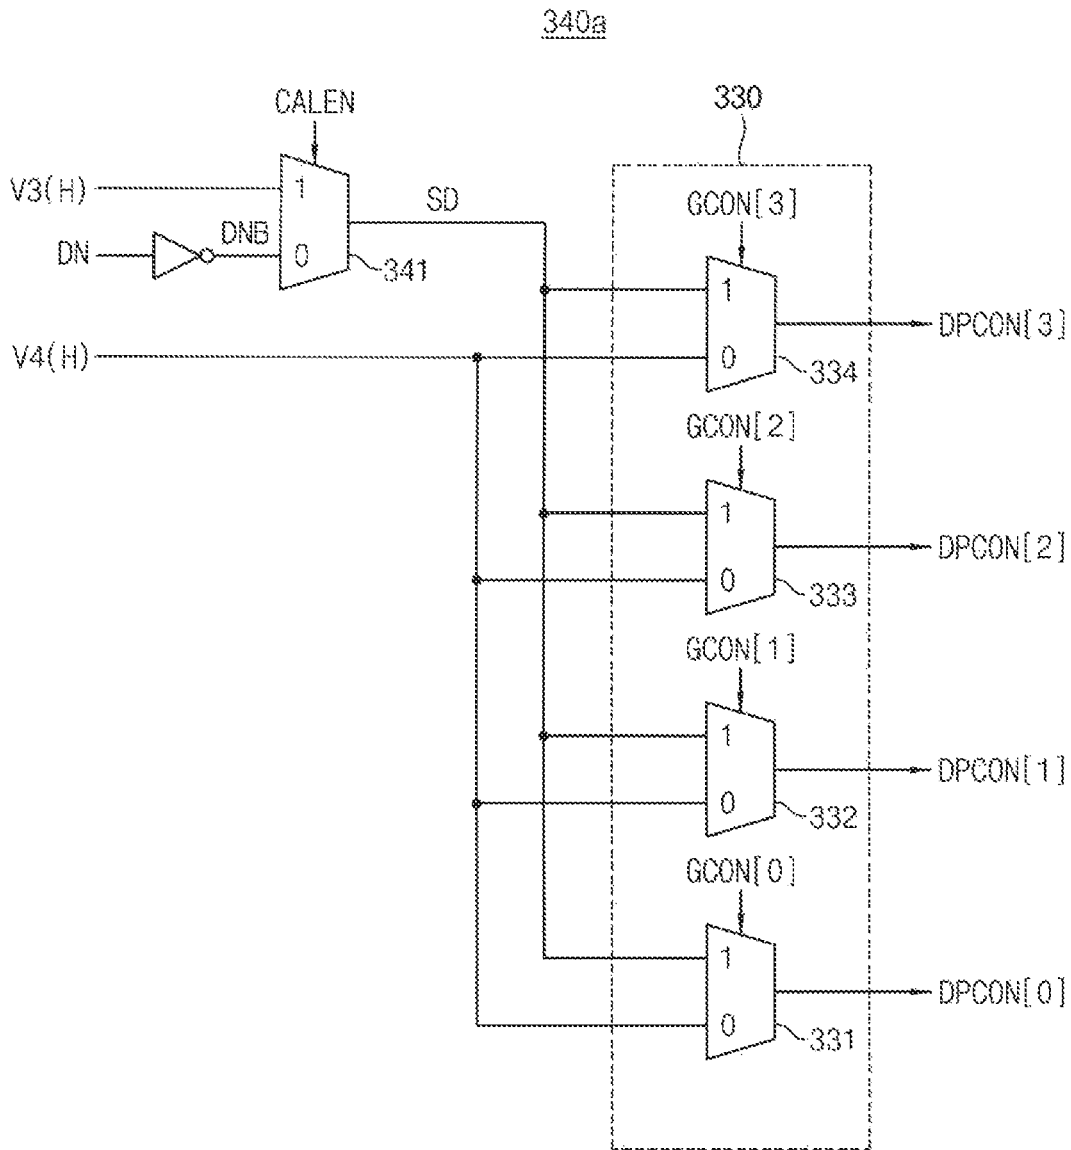 340a
330
CALEN
V3(H)
1
SD
GCON[3]
DN
DNB
0
341
1
DPCON[3]
V4(H)
0
334
GCON[2]
1
DPCON[2]
0
333
GCON[1]
1
DPCON[1]
0
332
GCON[0]
1
DPCON[0]
0
331